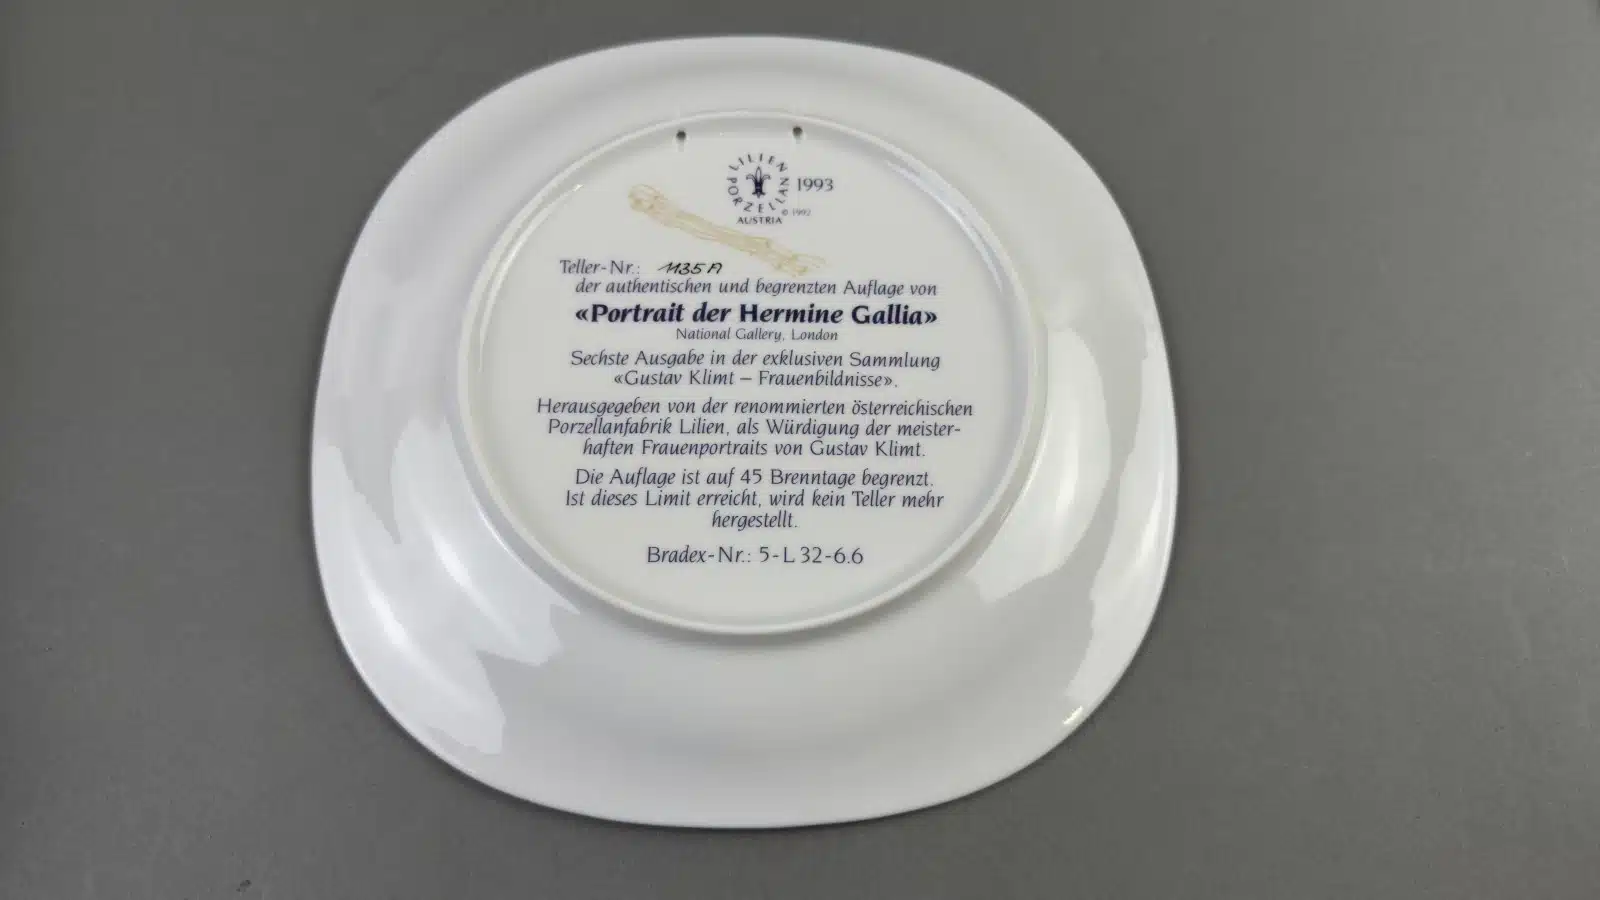 LILIEN PORZELLAN
1993
© 1992
AUSTRIA
Teller-Nr.: 1135 A
der authentischen und begrenzten Auflage von
«Portrait der Hermine Gallia»
National Gallery, London
Sechste Ausgabe in der exklusiven Sammlung
«Gustav Klimt – Frauenbildnisse».
Herausgegeben von der renommierten österreichischen
Porzellanfabrik Lilien, als Würdigung der meister-
haften Frauenportraits von Gustav Klimt.
Die Auflage ist auf 45 Brenntage begrenzt.
Ist dieses Limit erreicht, wird kein Teller mehr
hergestellt.
Bradex-Nr.: 5-L 32-6.6